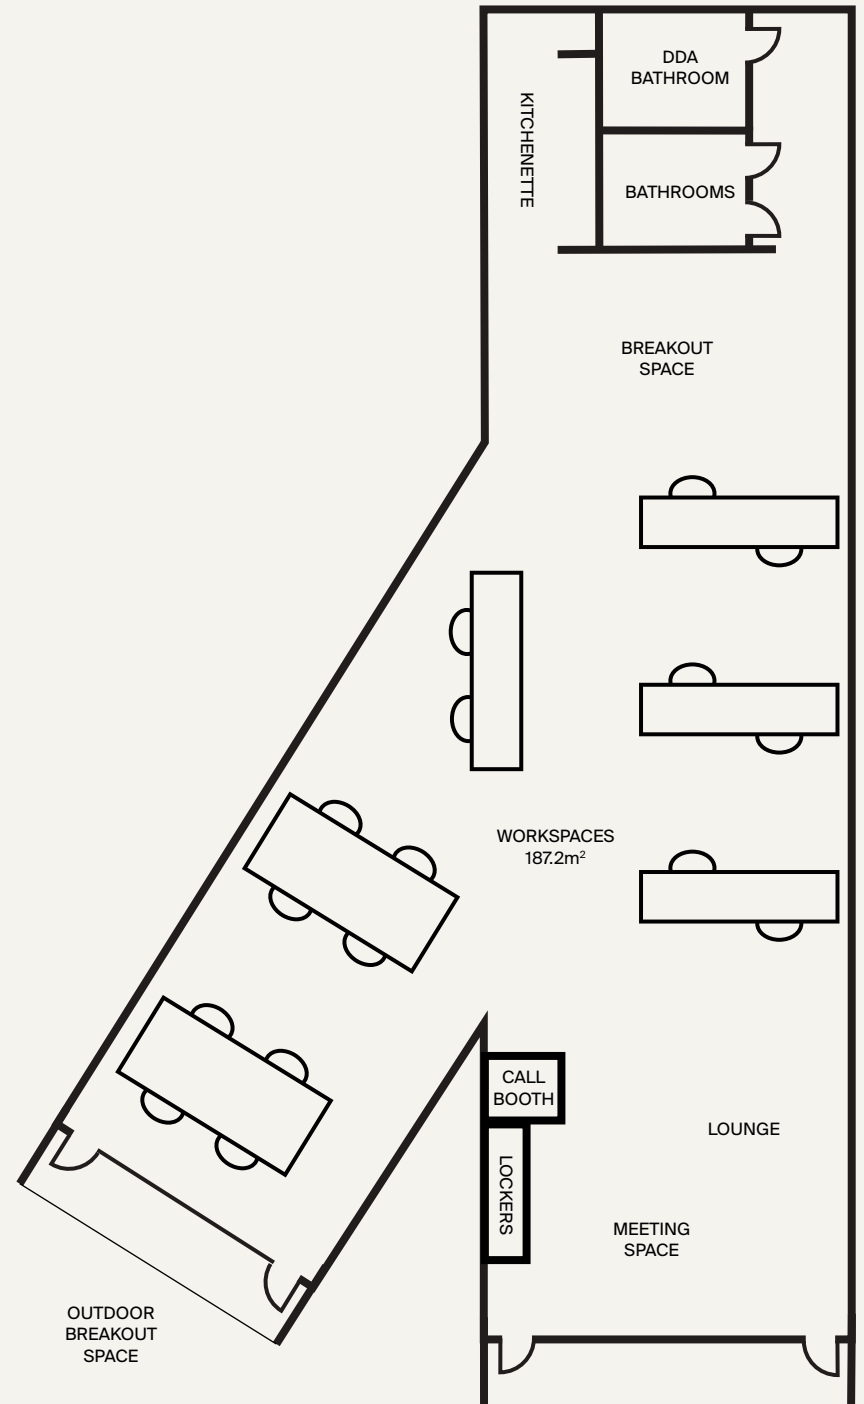 DDA
BATHROOM
KITCHENETTE
BATHROOMS
BREAKOUT
SPACE
WORKSPACES
187.2m²
CALL
BOOTH
LOUNGE
LOCKERS
MEETING
SPACE
OUTDOOR
BREAKOUT
SPACE